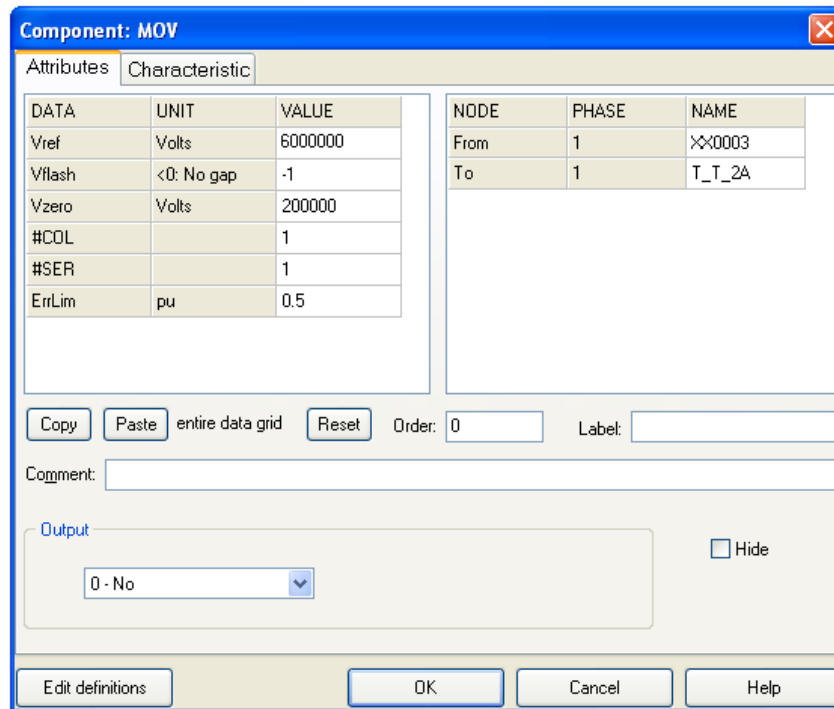 Component: MOV
Attributes Characteristic
DATA UNIT VALUE
Vref Volts 6000000
Vflash <0: No gap -1
Vzero Volts 200000
#COL 1
#SER 1
ErrLim pu 0.5
NODE PHASE NAME
From 1 XX0003
To 1 T_T_2A
Copy Paste entire data grid Reset Order: 0 Label:
Comment:
Output
0 - No
Hide
Edit definitions OK Cancel Help